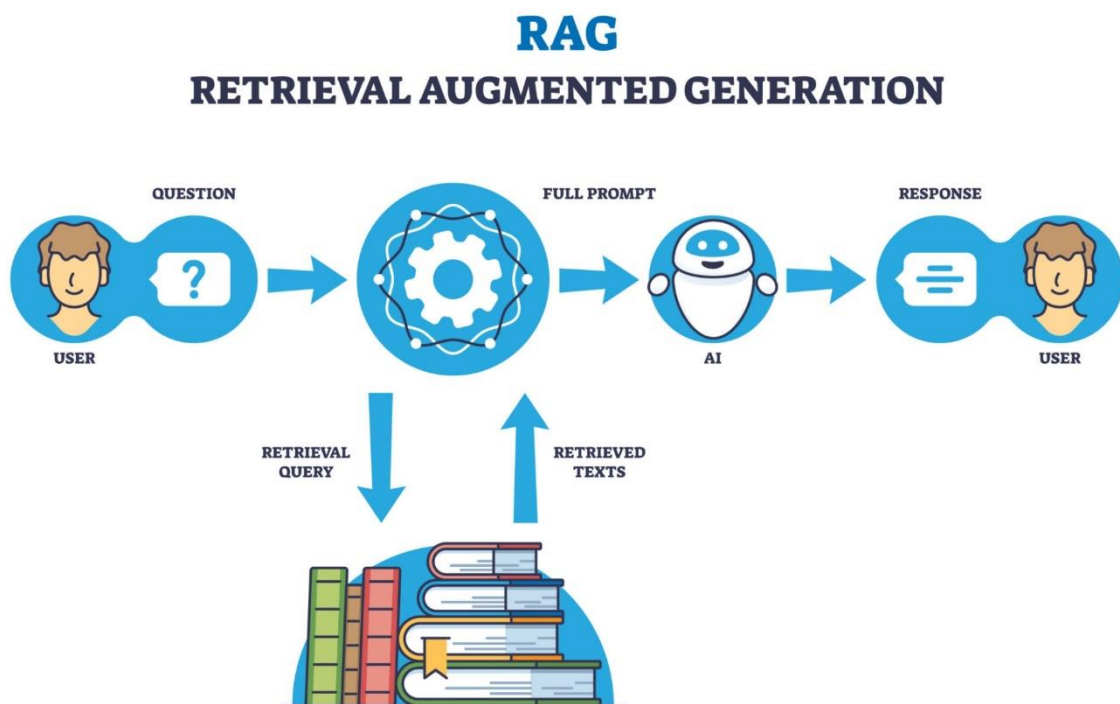 RAG
RETRIEVAL AUGMENTED GENERATION
QUESTION
FULL PROMPT
RESPONSE
?
USER
AI
USER
RETRIEVAL
QUERY
RETRIEVED
TEXTS